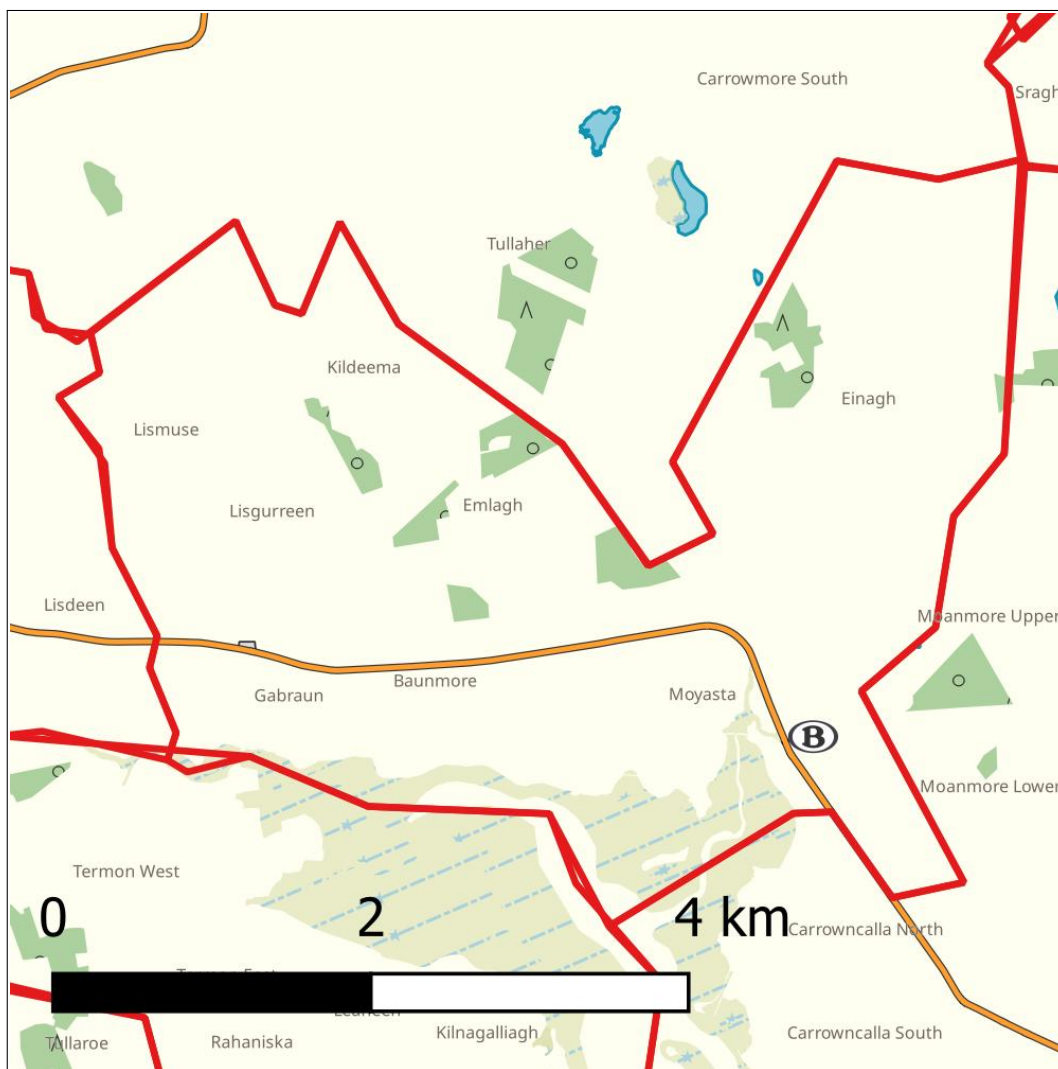 Carrowmore South
Sragh
Tullaher
Kildeema
Einagh
Lismuse
Emlagh
Lisgurreen
Lisdeen
Moanmore Upper
Baunmore
Gabraun
Moyasta
B
Moanmore Lower
Termon West
0 2 4 km
Carrowncalla North
Kilnagalliagh
Carrowncalla South
Tullaroe
Rahaniska